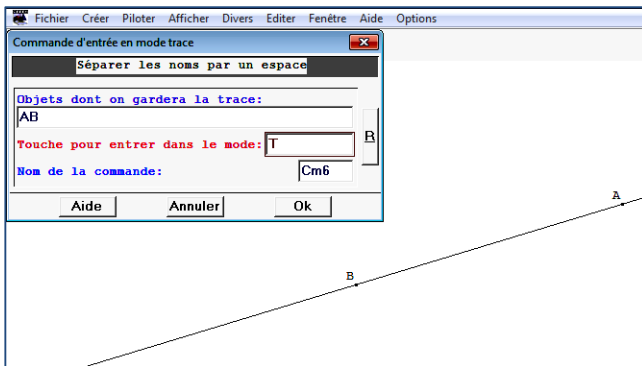 Fichier Créer Piloter Afficher Divers Editer Fenêtre Aide Options
Commande d'entrée en mode trace
Séparer les noms par un espace
Objets dont on gardera la trace:
AB
Touche pour entrer dans le mode: T
R
Nom de la commande: Cm6
Aide Annuler Ok
A
B